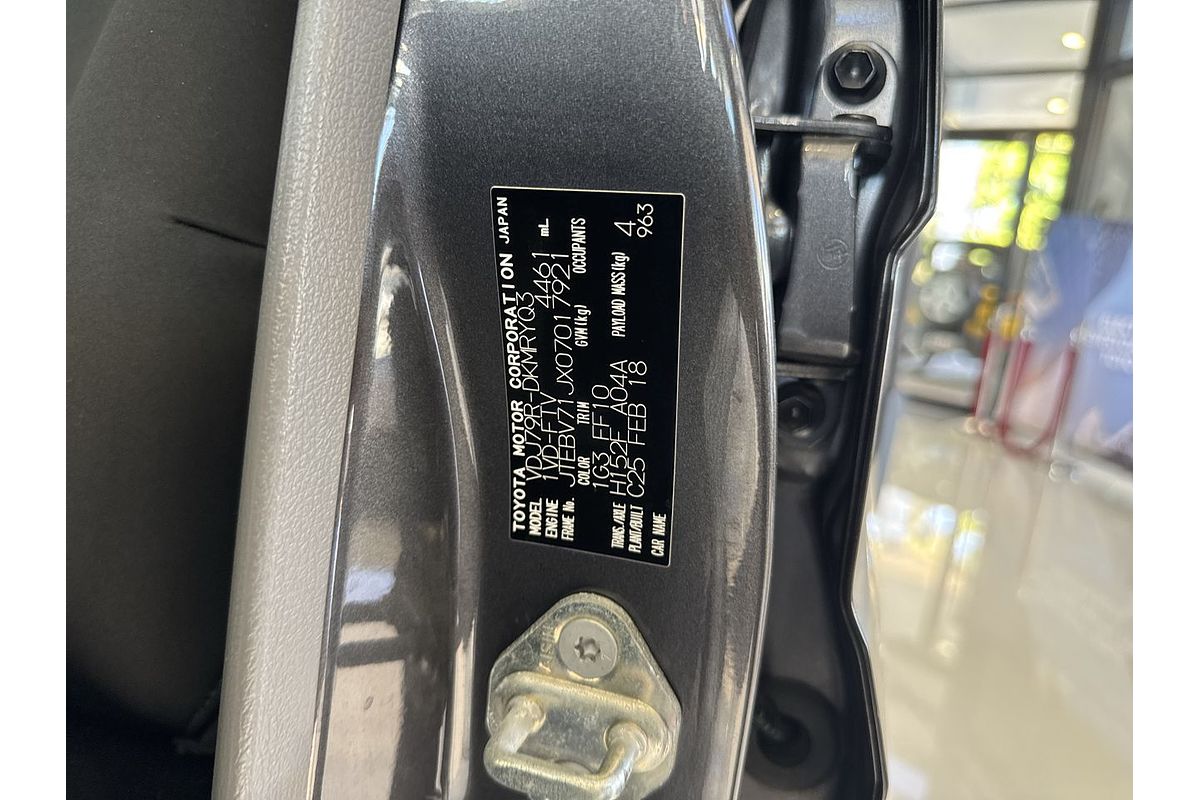 TOYOTA MOTOR CORPORATION JAPAN
MODEL VDJ79R-DKMRYQ3
ENGINE 1VD-FTV 4461 mL
FRAME No. JTEBV71JX07017921
COLOR TRIM GVM(kg) OCCUPANTS
1G3 FF10 4
TRANS./AXLE H152F A04A PAYLOAD MASS(kg) 963
PLANT/BUILT C25 FEB 18
CAR NAME